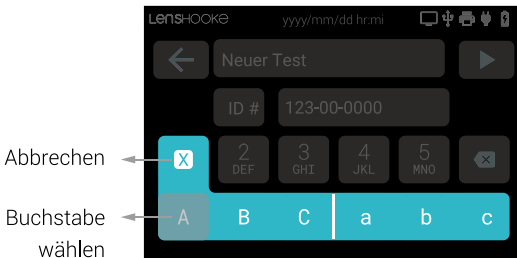 LensHooke yyyy/mm/dd hr:mi
Neuer Test
ID # 123-00-0000
Abbrechen X 2 DEF 3 GHI 4 JKL 5 MNO
Buchstabe wählen A B C a b c